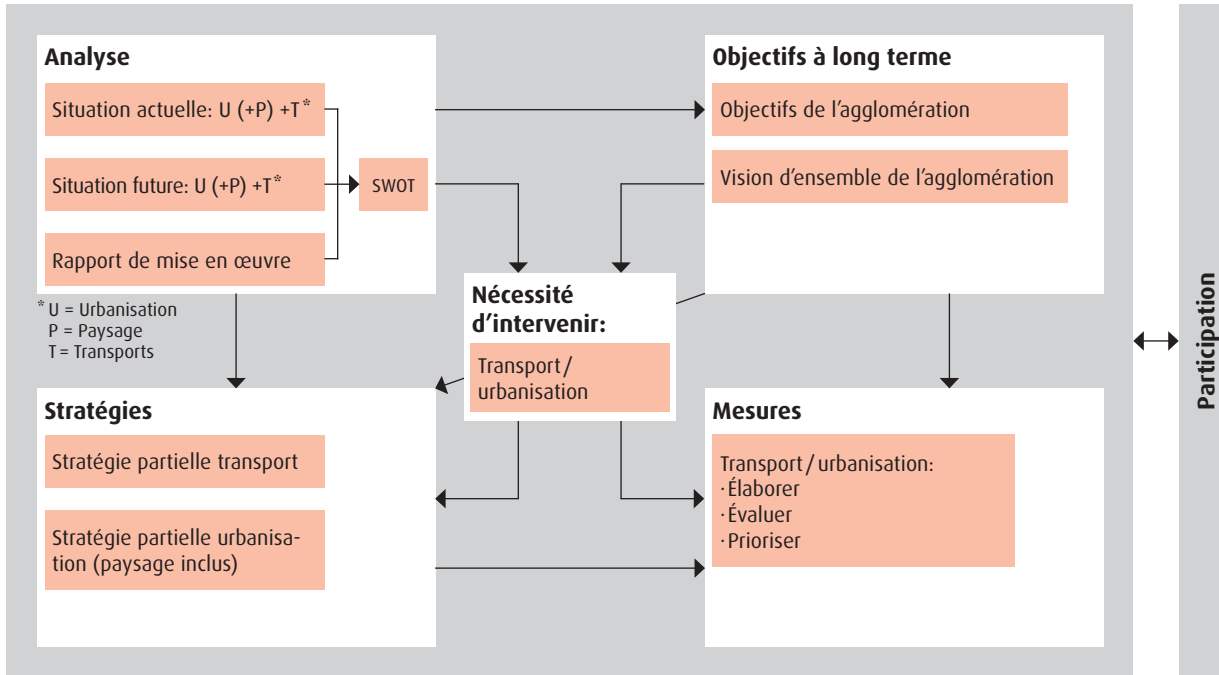 Analyse
Situation actuelle: U (+P) +T*
Situation future: U (+P) +T*
SWOT
Rapport de mise en œuvre
* U = Urbanisation
P = Paysage
T = Transports
Objectifs à long terme
Objectifs de l’agglomération
Vision d’ensemble de l’agglomération
Nécessité
d’intervenir:
Transport/
urbanisation
Stratégies
Stratégie partielle transport
Stratégie partielle urbanisa-
tion (paysage inclus)
Mesures
Transport/urbanisation:
· Élaborer
· Évaluer
· Prioriser
Participation